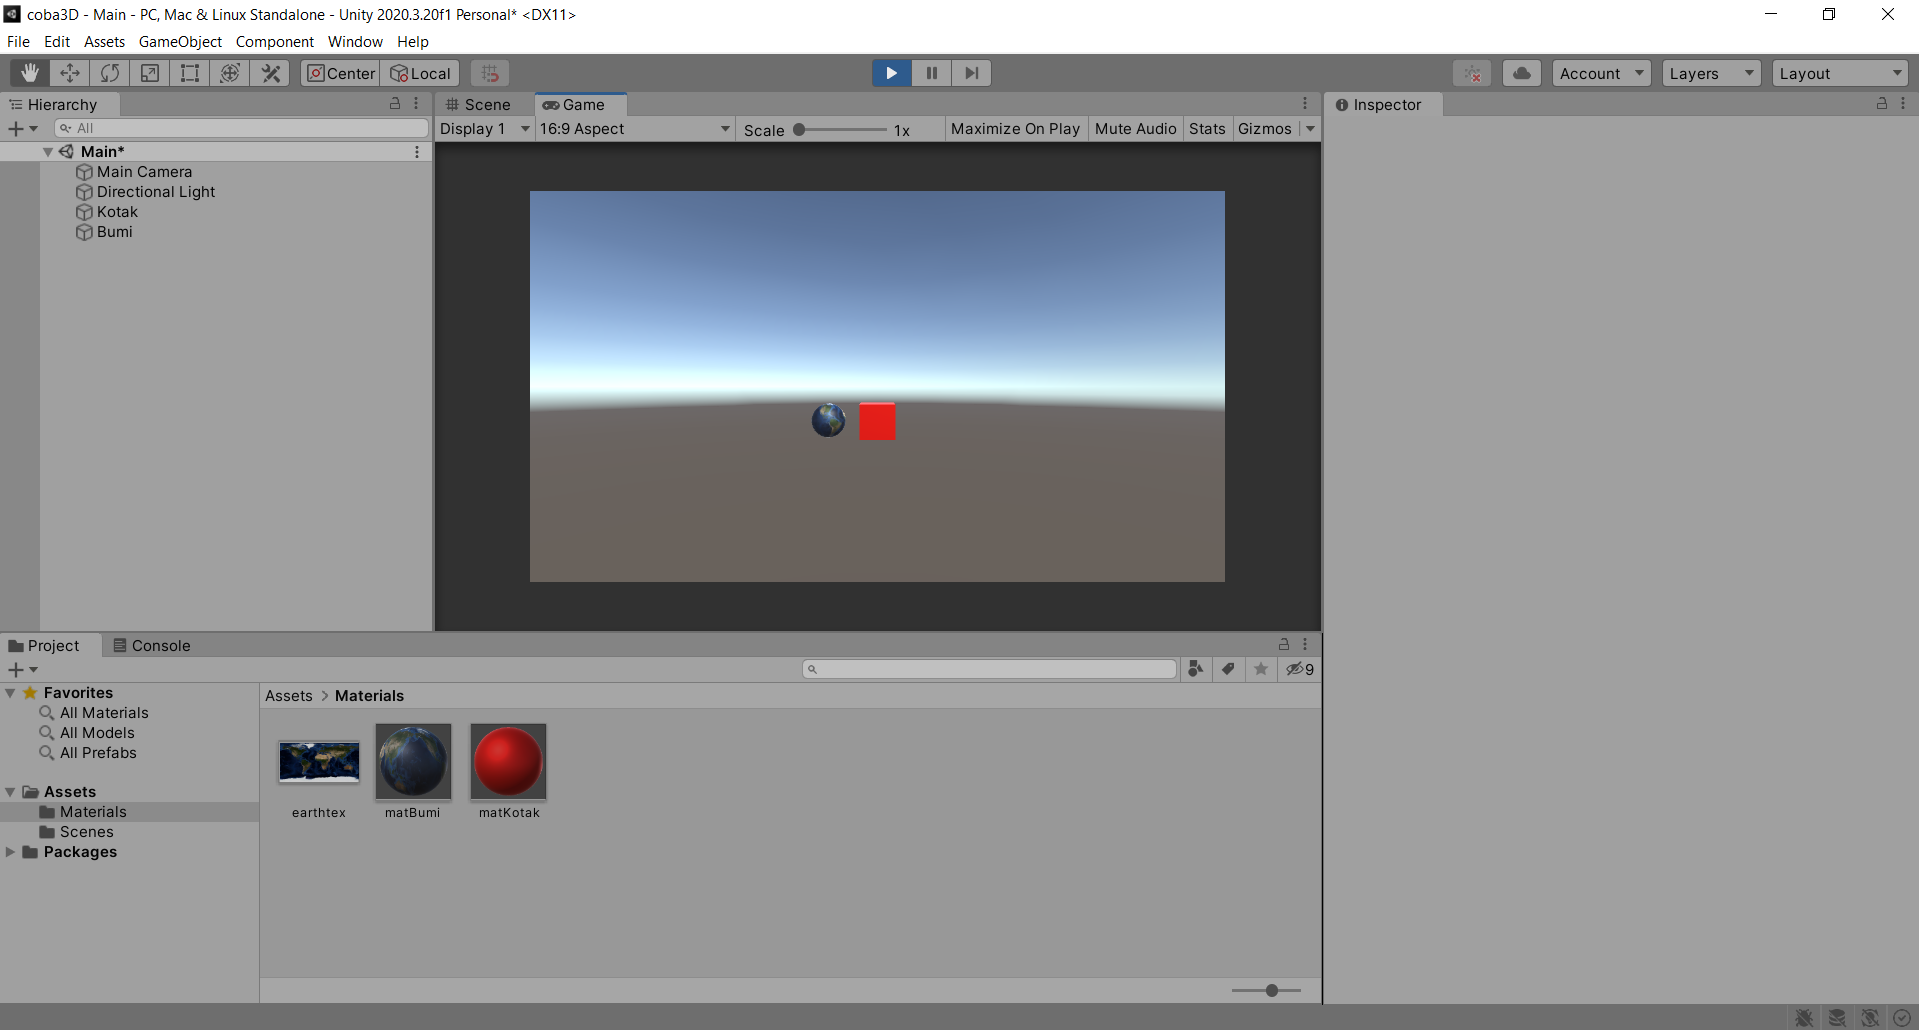 coba3D - Main - PC, Mac & Linux Standalone - Unity 2020.3.20f1 Personal* <DX11>
File Edit Assets GameObject Component Window Help
Center Local Account Layers Layout
Hierarchy
All
Main*
Main Camera
Directional Light
Kotak
Bumi
Scene Game
Display 1 16:9 Aspect Scale 1x Maximize On Play Mute Audio Stats Gizmos
Inspector
Project Console
9
Favorites
All Materials
All Models
All Prefabs
Assets
Materials
Scenes
Packages
Assets > Materials
earthtex matBumi matKotak